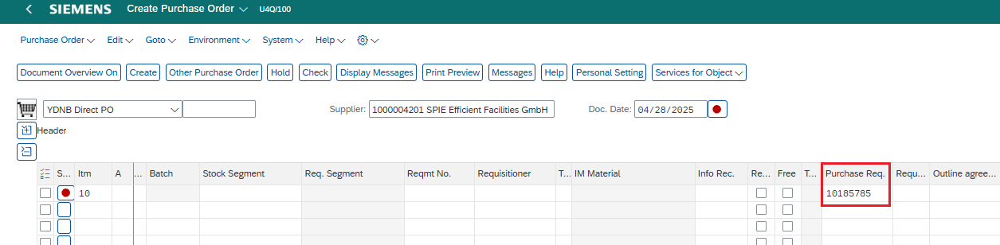 SIEMENS Create Purchase Order U4Q/100
Purchase Order Edit Goto Environment System Help
Document Overview On Create Other Purchase Order Hold Check Display Messages Print Preview Messages Help Personal Setting Services for Object
YDNB Direct PO Supplier: 1000004201 SPIE Efficient Facilities GmbH Doc. Date: 04/28/2025
Header
S... Itm A ... Batch Stock Segment Req. Segment Reqmt No. Requisitioner T... IM Material Info Rec. Re... Free T... Purchase Req. Requ... Outline agree...
10 10185785